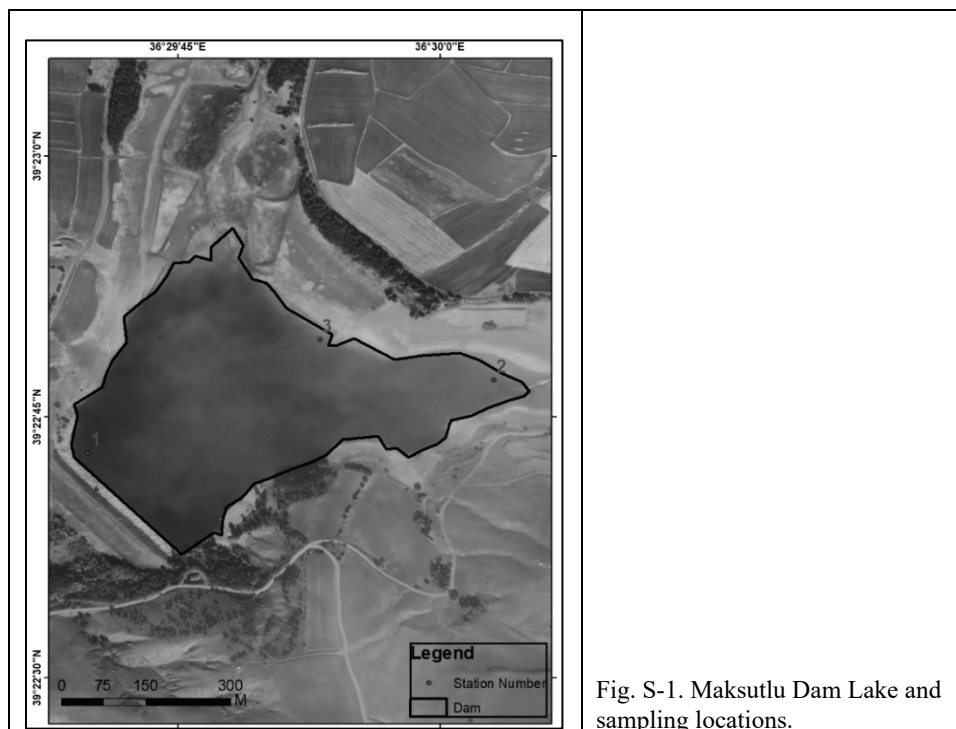 36°29'45"E 36°30'0"E
39°23'0"N
3
2
39°22'45"N
1
39°22'30"N
Legend
Station Number
Dam
0 75 150 300
M
Fig. S-1. Maksutlu Dam Lake and
sampling locations.